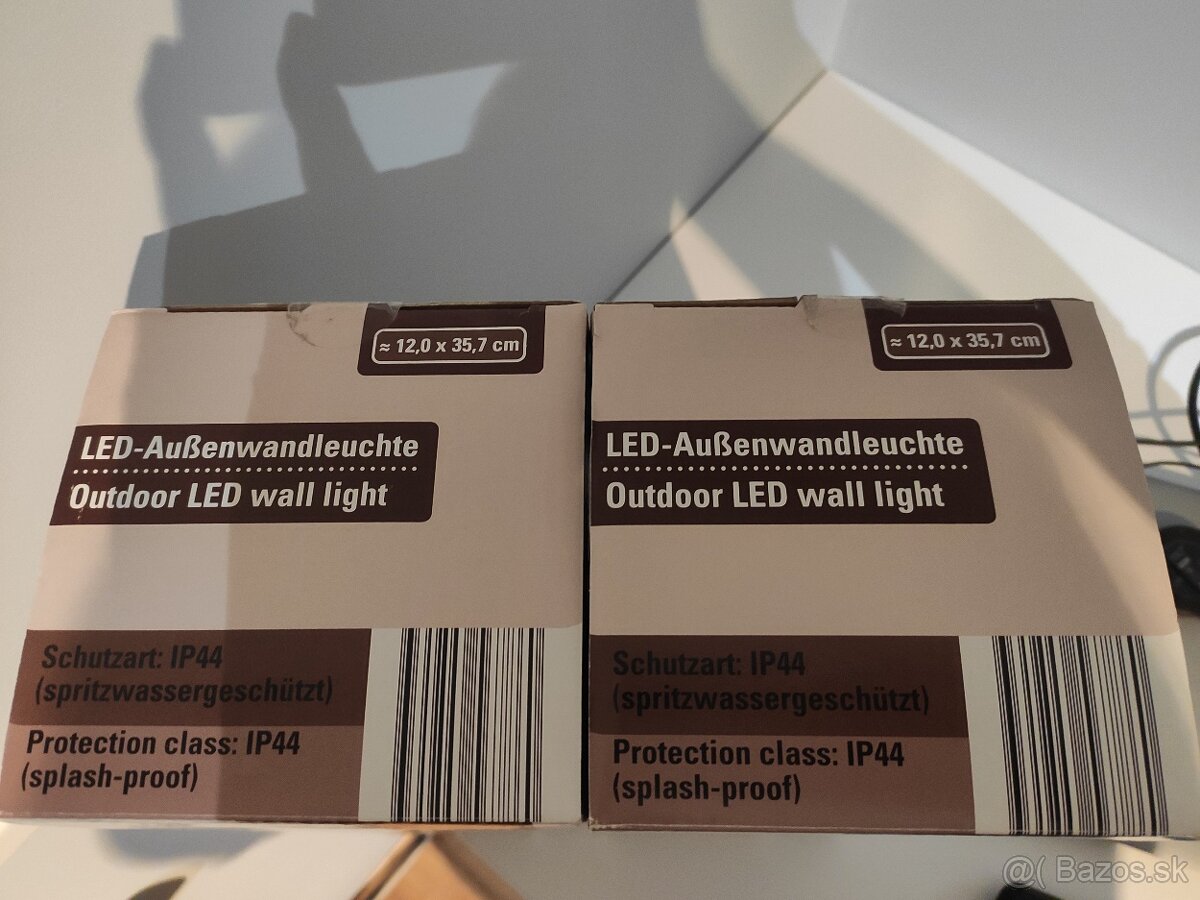 ≈ 12,0 x 35,7 cm
LED-Außenwandleuchte
Outdoor LED wall light
Schutzart: IP44
(spritzwassergeschützt)
Protection class: IP44
(splash-proof)
≈ 12,0 x 35,7 cm
LED-Außenwandleuchte
Outdoor LED wall light
Schutzart: IP44
(spritzwassergeschützt)
Protection class: IP44
(splash-proof)
@( Bazos.sk